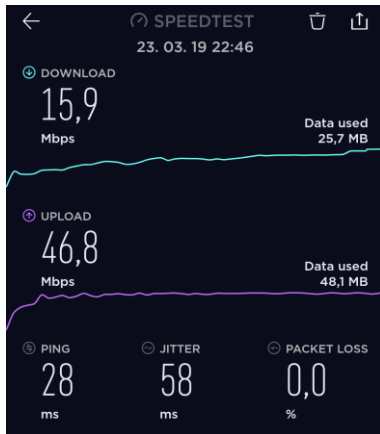 SPEEDTEST
23. 03. 19 22:46
DOWNLOAD
15,9
Mbps
Data used
25,7 MB
UPLOAD
46,8
Mbps
Data used
48,1 MB
PING JITTER PACKET LOSS
28 58 0,0
ms ms %